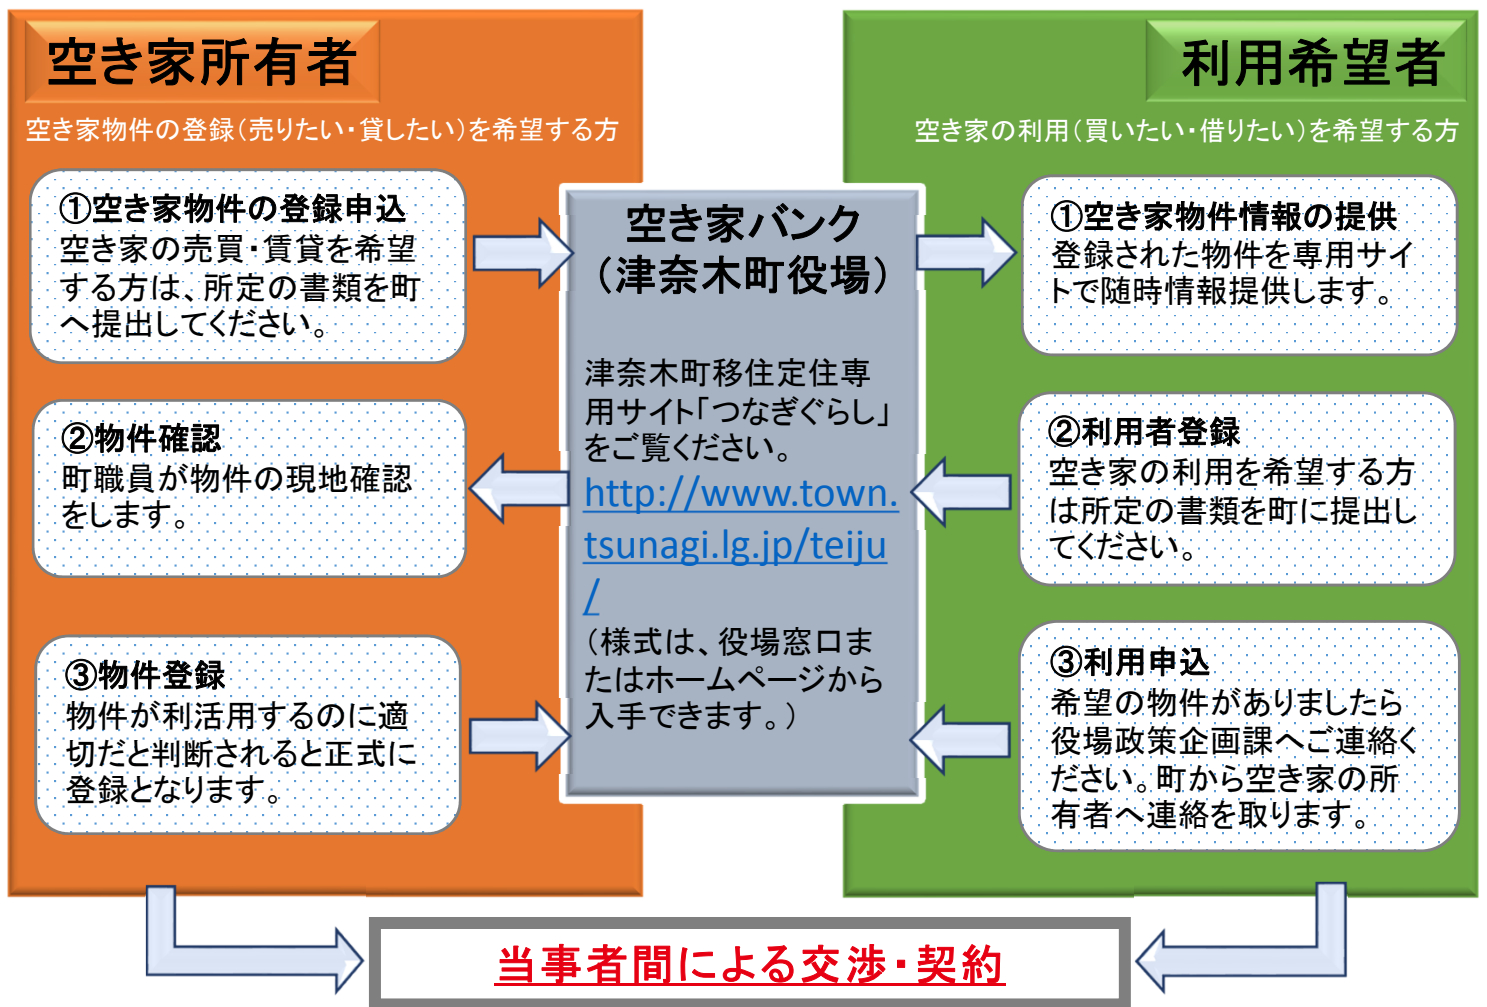 空き家所有者
空き家物件の登録(売りたい・貸したい)を希望する方
①空き家物件の登録申込
空き家の売買・賃貸を希望
する方は、所定の書類を町
へ提出してください。
②物件確認
町職員が物件の現地確認
をします。
③物件登録
物件が利活用するのに適
切だと判断されると正式に
登録となります。
空き家バンク
(津奈木町役場)
津奈木町移住定住専
用サイト「つなぎぐらし」
をご覧ください。
http://www.town.
tsunagi.lg.jp/teiju
/
(様式は、役場窓口ま
たはホームページから
入手できます。)
利用希望者
空き家の利用(買いたい・借りたい)を希望する方
①空き家物件情報の提供
登録された物件を専用サイ
トで随時情報提供します。
②利用者登録
空き家の利用を希望する方
は所定の書類を町に提出し
てください。
③利用申込
希望の物件がありましたら
役場政策企画課へご連絡く
ださい。町から空き家の所
有者へ連絡を取ります。
当事者間による交渉・契約